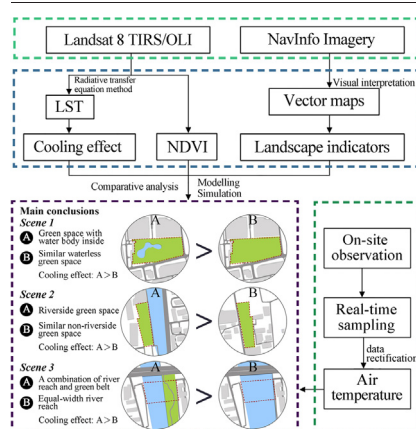 Landsat 8 TIRS/OLI
NavInfo Imagery
Radiative transfer
equation method
Visual interpretation
LST
Vector maps
Cooling effect
NDVI
Landscape indicators
Comparative analysis
Modelling
Simulation
Main conclusions
Scene 1
A Green space with
water body inside
B Similar waterless
green space
Cooling effect: A>B
A
>
B
Scene 2
A Riverside green space
B Similar non-riverside
green space
Cooling effect: A>B
A
>
B
Scene 3
A A combination of river
reach and green belt
B Equal-width river
reach
Cooling effect: A>B
A
>
B
On-site
observation
Real-time
sampling
data
rectification
Air
temperature